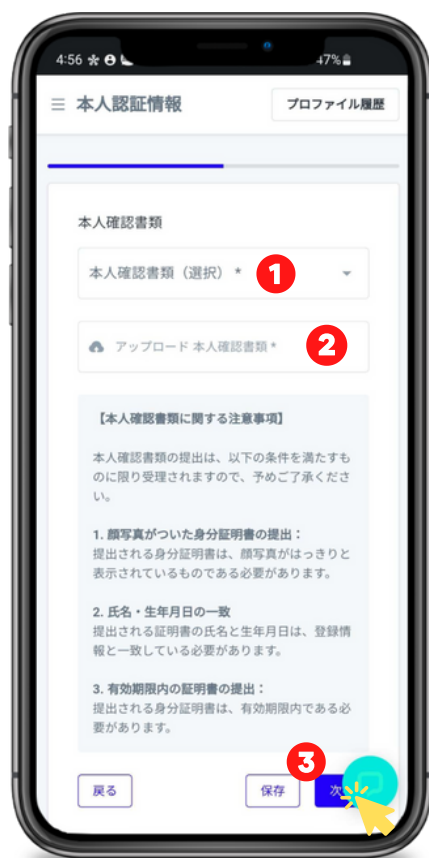 4:56
47%
本人認証情報
プロファイル履歴
本人確認書類
本人確認書類（選択） *
1
アップロード 本人確認書類 *
2
【本人確認書類に関する注意事項】
本人確認書類の提出は、以下の条件を満たすも
のに限り受理されますので、予めご了承くださ
い。
1. 顔写真がついた身分証明書の提出：
提出される身分証明書は、顔写真がはっきりと
表示されているものである必要があります。
2. 氏名・生年月日の一致
提出される証明書の氏名と生年月日は、登録情
報と一致している必要があります。
3. 有効期限内の証明書の提出：
提出される身分証明書は、有効期限内である必
要があります。
3
戻る
保存
次